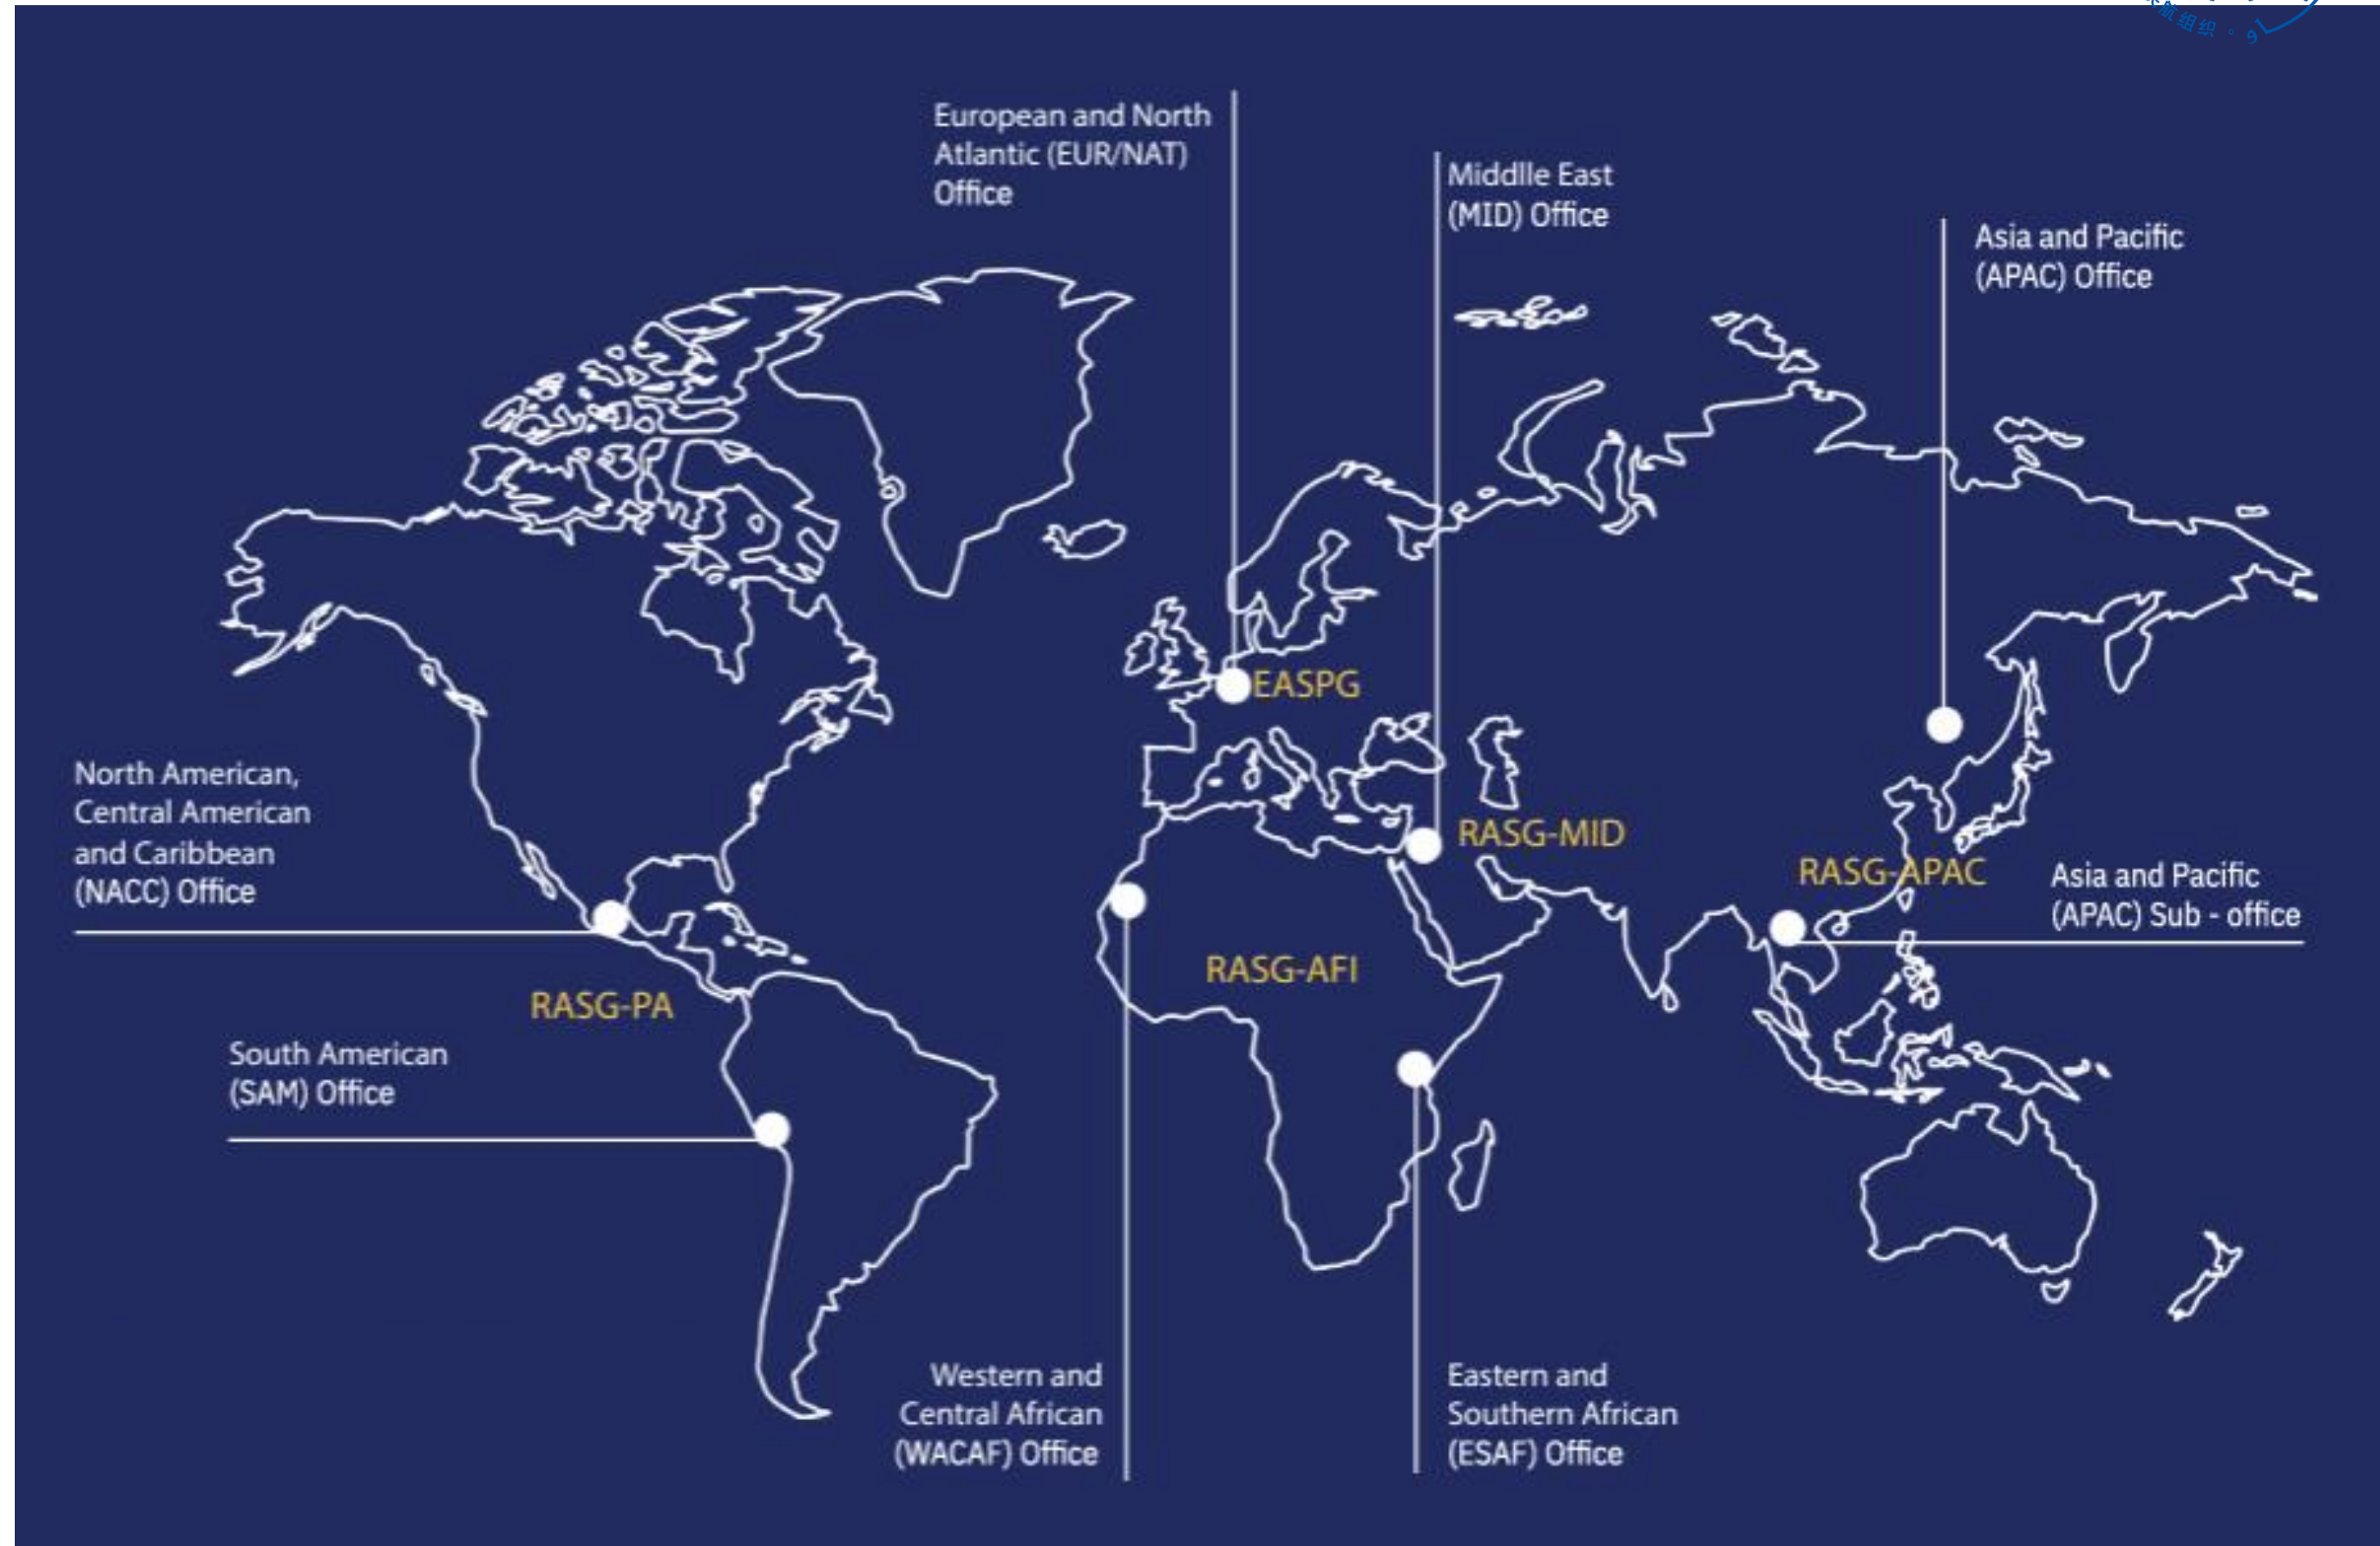 组织
European and North
Atlantic (EUR/NAT)
Office
Middlle East
(MID) Office
Asia and Pacific
(APAC) Office
EASPG
North American,
Central American
and Caribbean
(NACC) Office
RASG-MID
RASG-APAC
Asia and Pacific
(APAC) Sub - office
RASG-AFI
RASG-PA
South American
(SAM) Office
Western and
Central African
(WACAF) Office
Eastern and
Southern African
(ESAF) Office